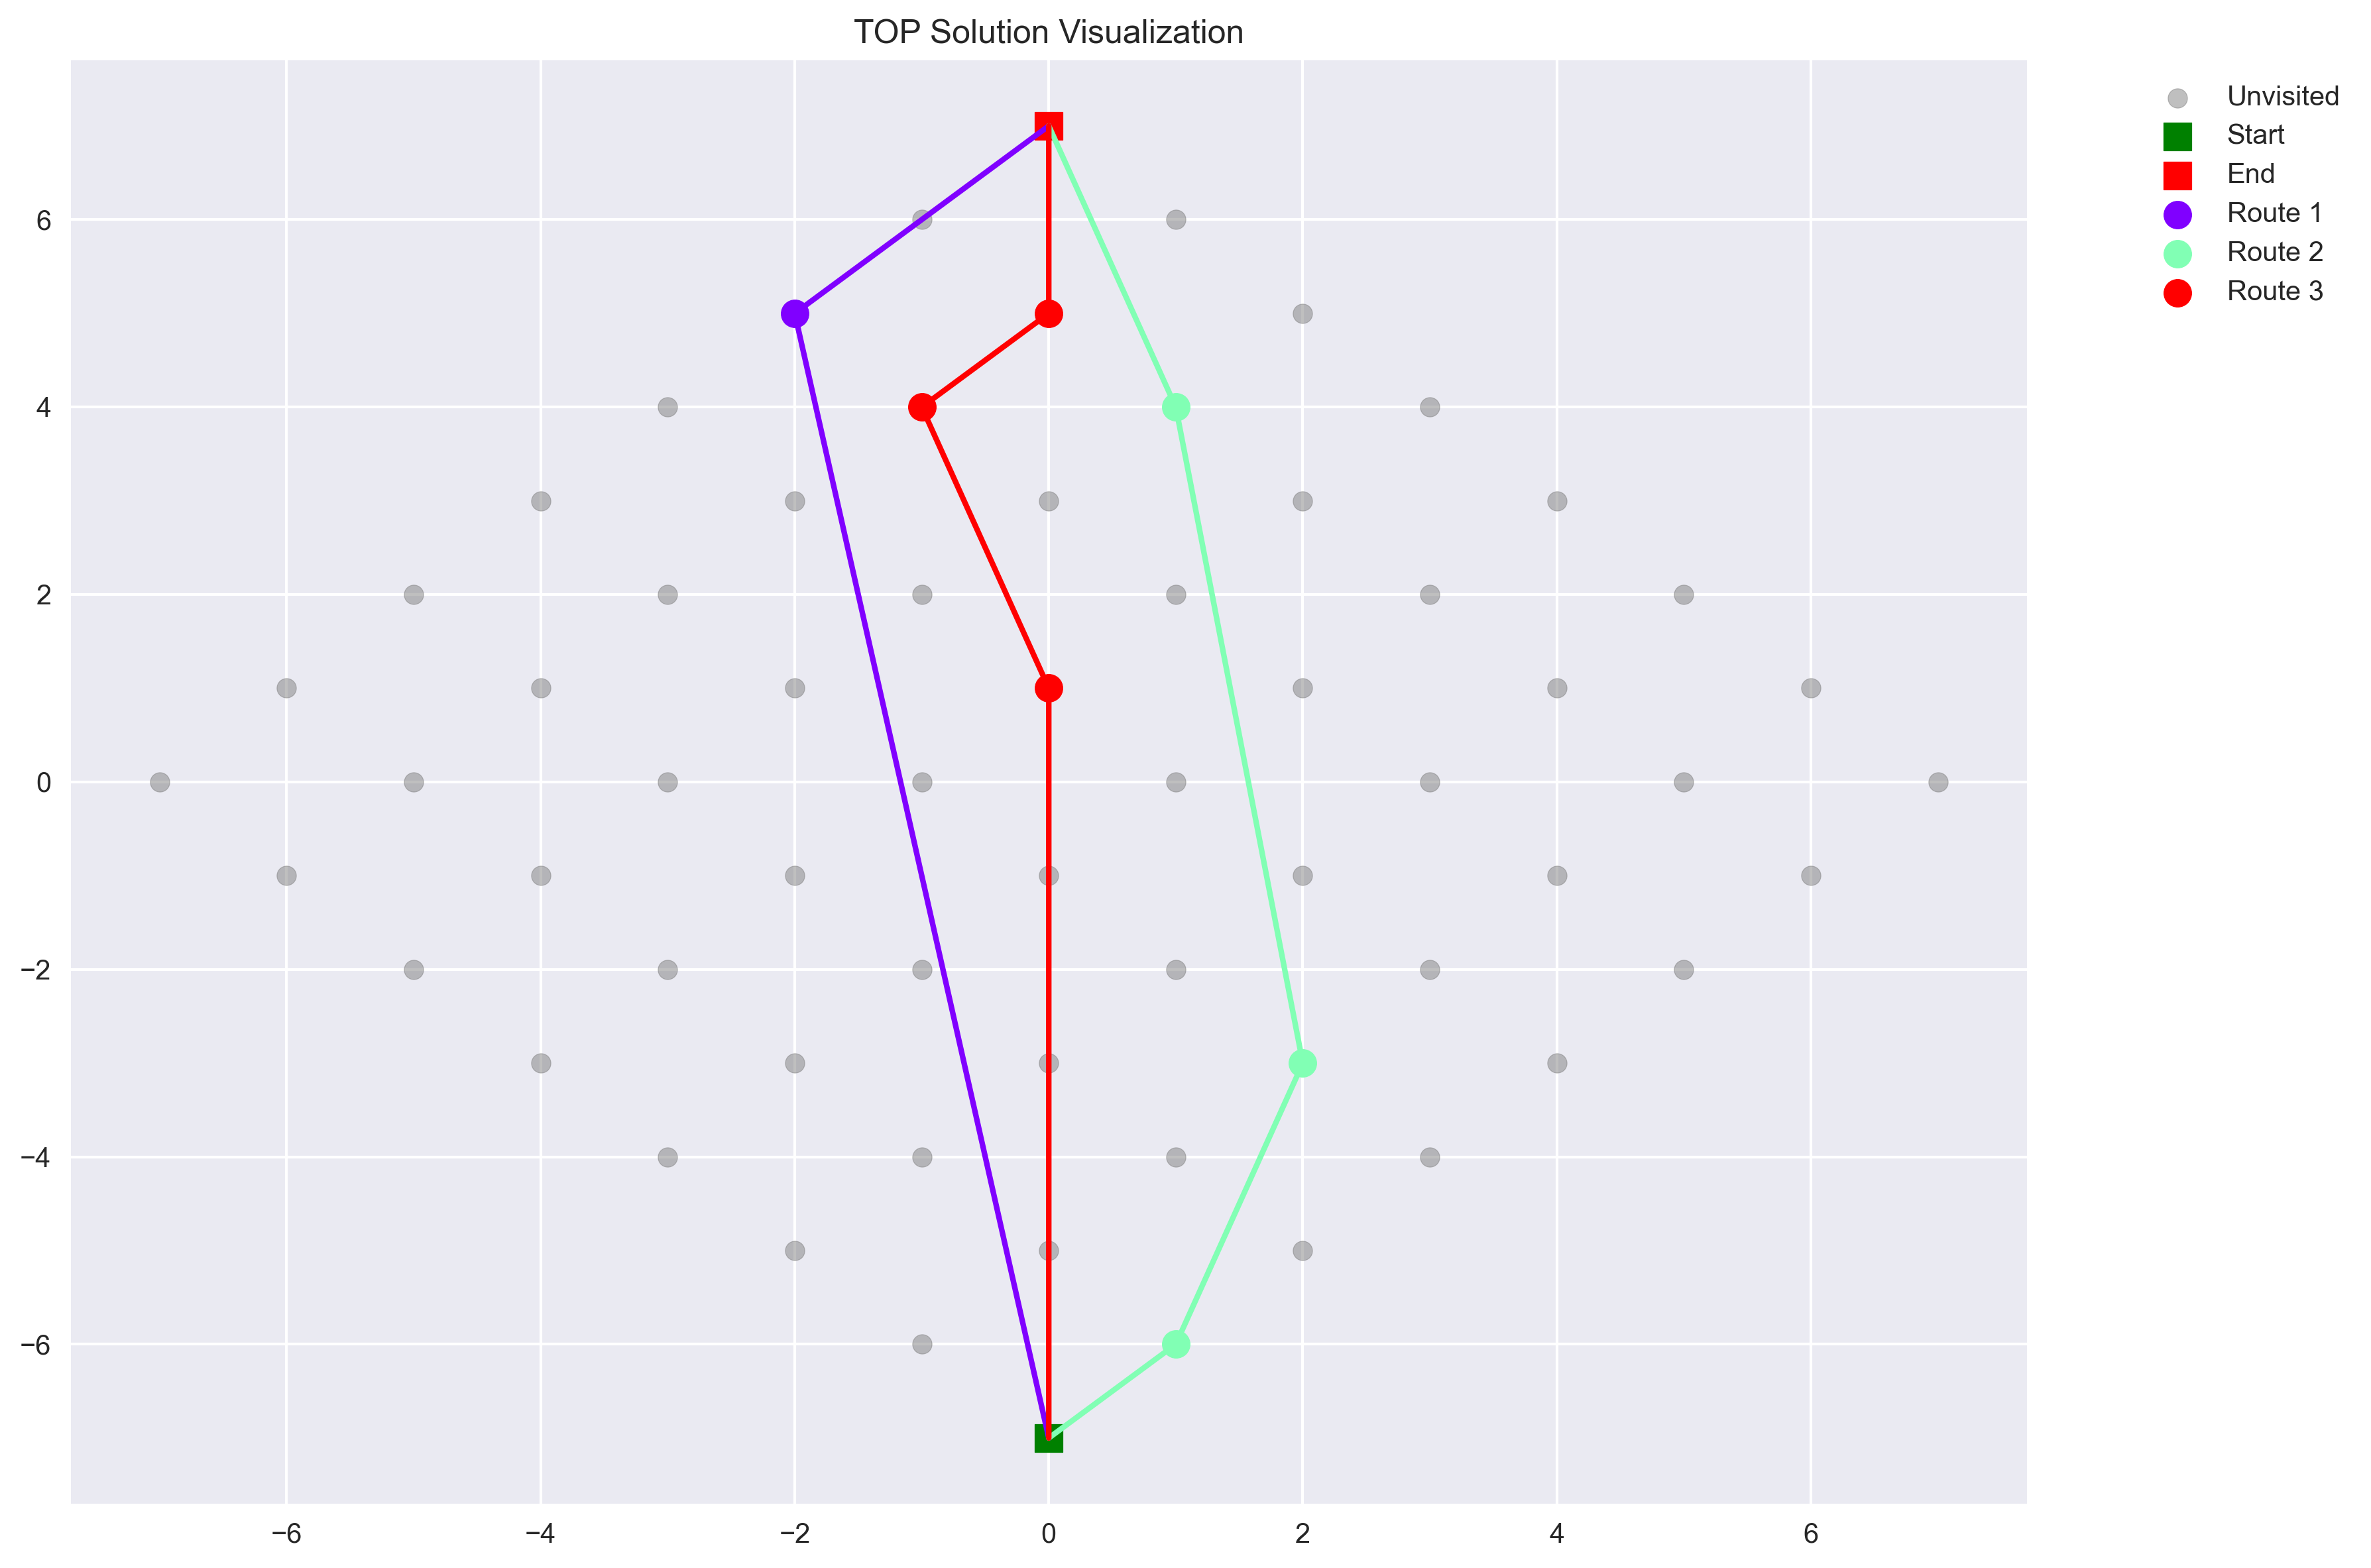 TOP Solution Visualization
Unvisited
Start
End
Route 1
Route 2
Route 3
6
4
2
0
−2
−4
−6
−6 −4 −2 0 2 4 6